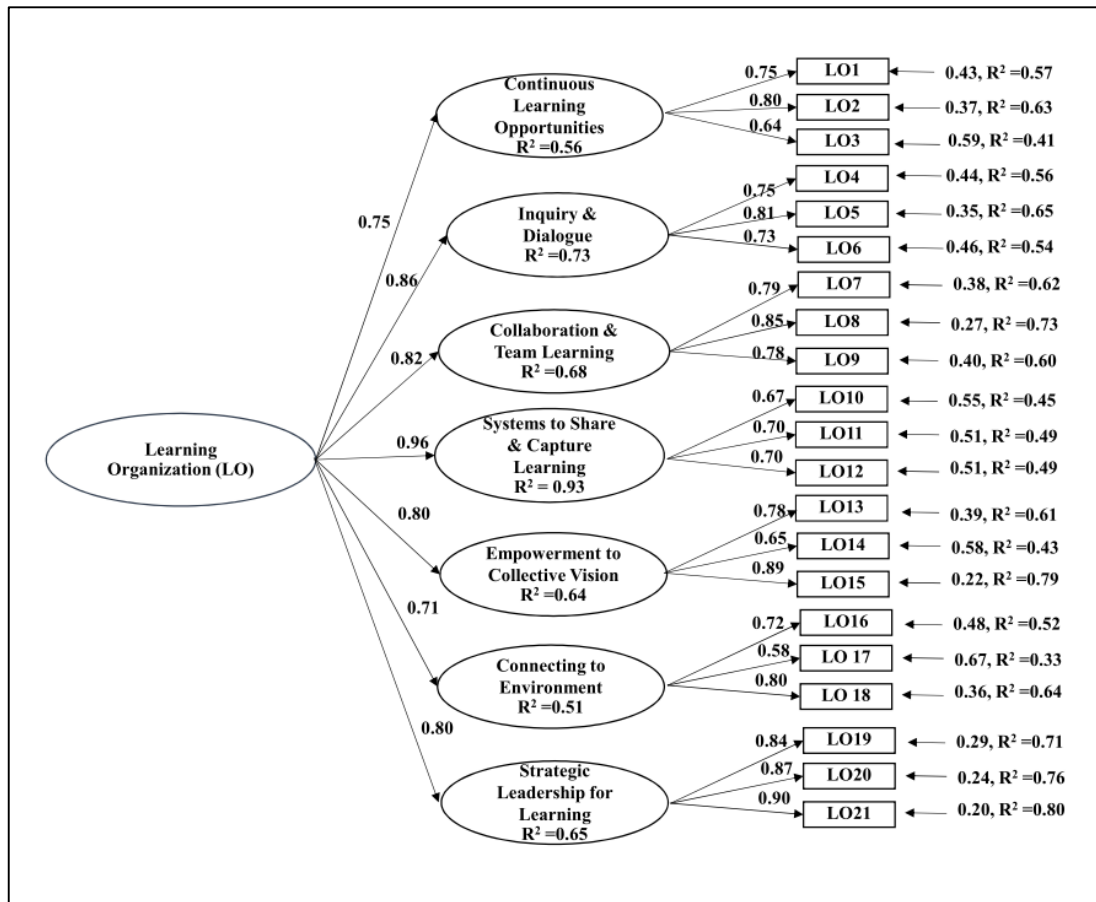 Learning
Organization (LO)
0.75
0.86
0.82
0.96
0.80
0.71
0.80
Continuous
Learning
Opportunities
R² =0.56
0.75
0.80
0.64
LO1
LO2
LO3
0.43, R² =0.57
0.37, R² =0.63
0.59, R² =0.41
Inquiry &
Dialogue
R² =0.73
0.75
0.81
0.73
LO4
LO5
LO6
0.44, R² =0.56
0.35, R² =0.65
0.46, R² =0.54
Collaboration &
Team Learning
R² =0.68
0.79
0.85
0.78
LO7
LO8
LO9
0.38, R² =0.62
0.27, R² =0.73
0.40, R² =0.60
Systems to Share
& Capture
Learning
R² = 0.93
0.67
0.70
0.70
LO10
LO11
LO12
0.55, R² =0.45
0.51, R² =0.49
0.51, R² =0.49
Empowerment to
Collective Vision
R² =0.64
0.78
0.65
0.89
LO13
LO14
LO15
0.39, R² =0.61
0.58, R² =0.43
0.22, R² =0.79
Connecting to
Environment
R² =0.51
0.72
0.58
0.80
LO16
LO 17
LO 18
0.48, R² =0.52
0.67, R² =0.33
0.36, R² =0.64
Strategic
Leadership for
Learning
R² =0.65
0.84
0.87
0.90
LO19
LO20
LO21
0.29, R² =0.71
0.24, R² =0.76
0.20, R² =0.80